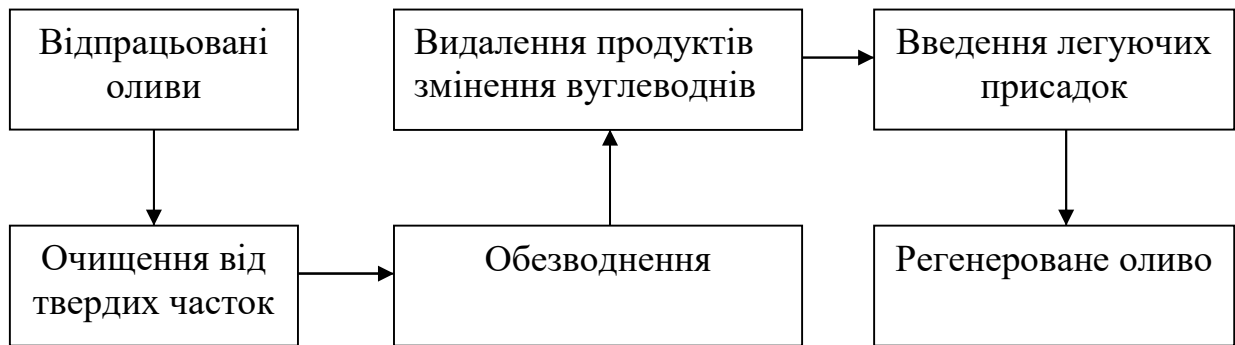 Відпрацьовані
оливи
Видалення продуктів
змінення вуглеводнів
Введення легуючих
присадок
Очищення від
твердих часток
Обезводнення
Регенероване оливо